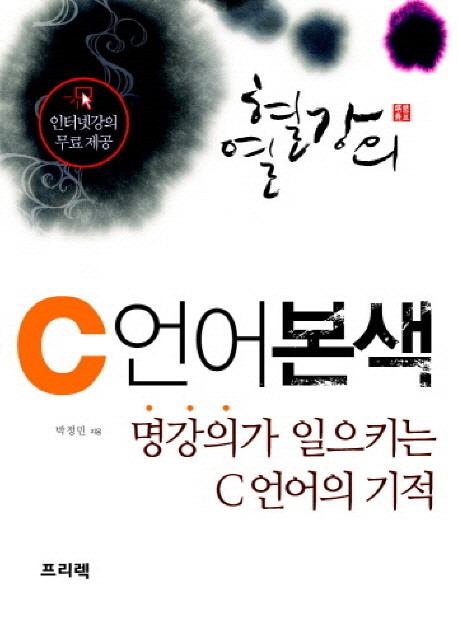 인터넷강의
무료 제공
열혈강의
C언어본색
박정민 지음
명강의가 일으키는
C 언어의 기적
프리렉